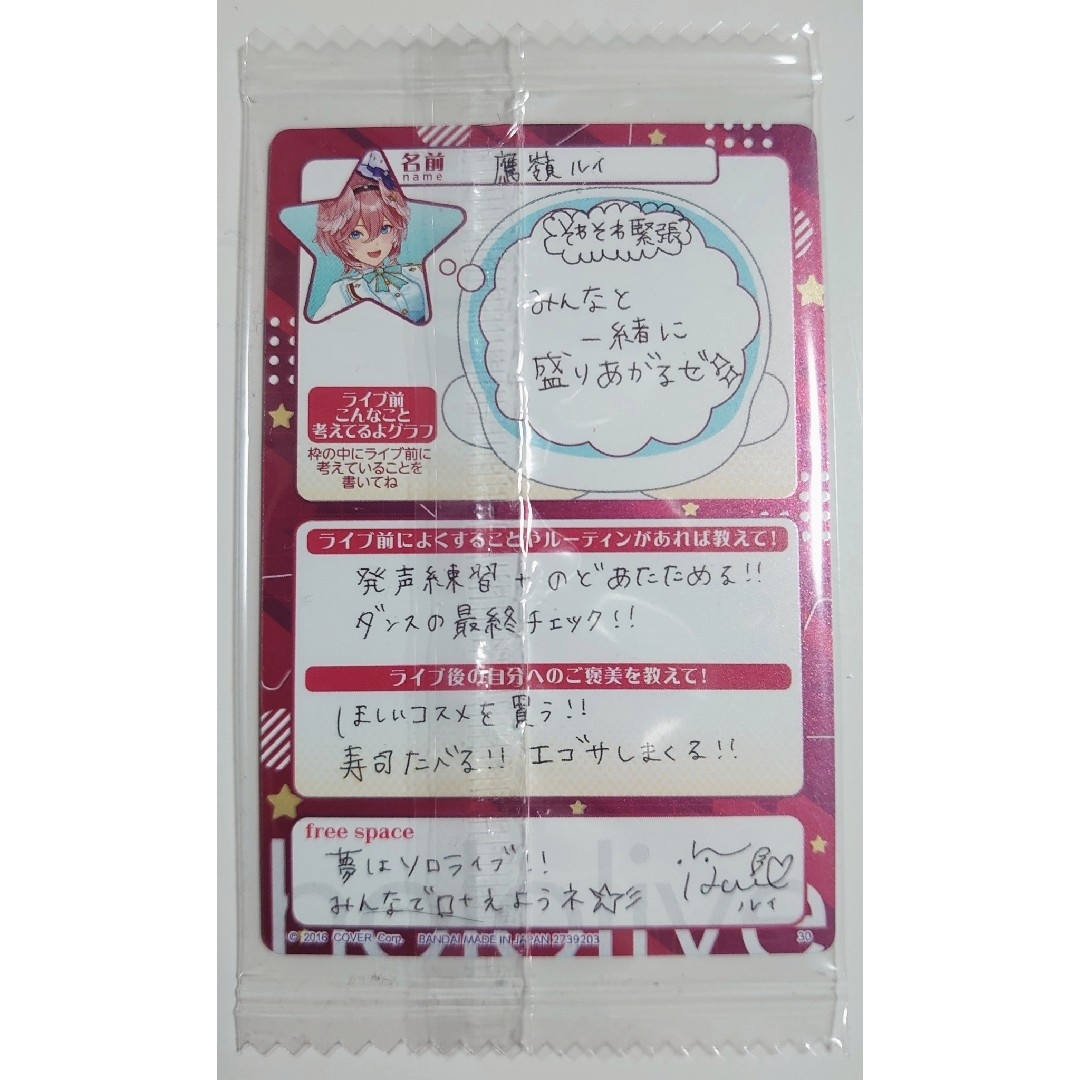 名前
name
鷹嶺ルイ
そわそわ緊張
みんなと
一緒に
盛りあがるぜ
ライブ前
こんなこと
考えてるよグラフ
枠の中にライブ前に
考えていることを
書いてね
ライブ前によくすることやルーティンがあれば教えて!
発声練習+のどあたためる!!
ダンスの最終チェック!!
ライブ後の自分へのご褒美を教えて!
ほしいコスメを買う!!
寿司たべる!! エゴサしまくる!!
free space
夢はソロライブ!!
みんなで叶えようネ☆彡
ルイ
hololive
© 2016 COVER Corp. BANDAI MADE IN JAPAN 2739203
30